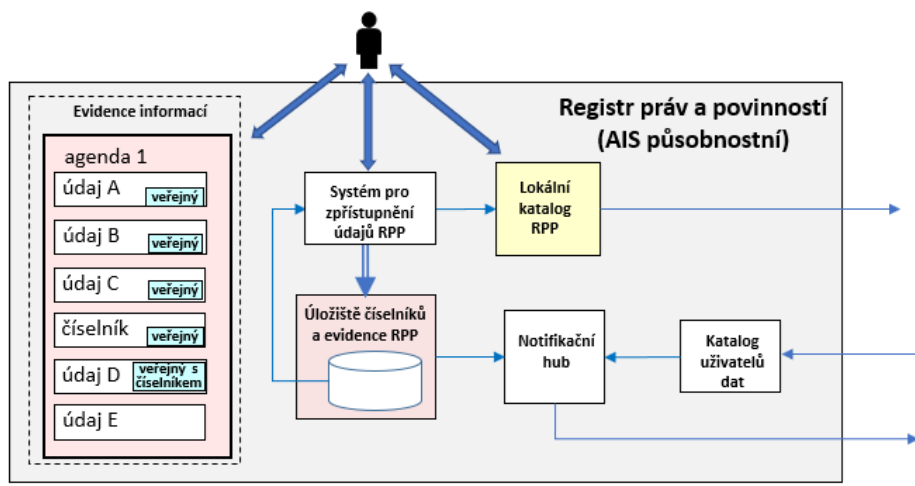 Registr práv a povinností
(AIS působnostní)
Evidence informací
agenda 1
údaj A
veřejný
údaj B
veřejný
údaj C
veřejný
číselník
veřejný
údaj D
veřejný s
číselníkem
údaj E
Systém pro
zpřístupnění
údajů RPP
Lokální
katalog
RPP
Úložiště číselníků
a evidence RPP
Notifikační
hub
Katalog
uživatelů
dat